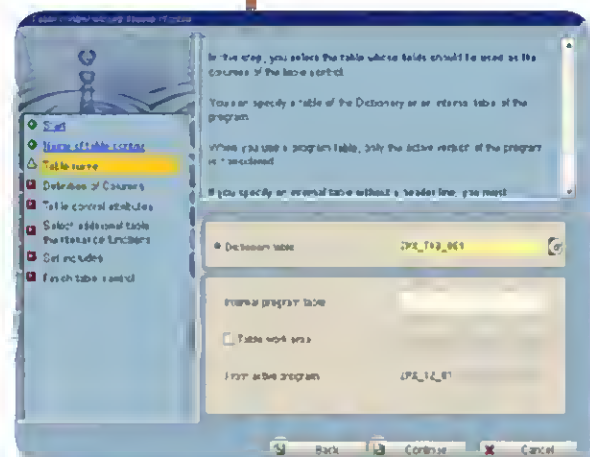 Start
Name of table control
Table name
Definition of Columns
Table control attributes
Select additional table
maintenance functions
Set includes
Finish table control
In this step, you select the table whose fields should be used as the
columns of the table control.
You can specify a table of the Dictionary or an internal table of the
program.
When you use a program table, only the active version of the program
is considered.
If you specify an internal table without a header line, you must
Dictionary table
Internal program table
Table work area
From active program
Back Continue Cancel